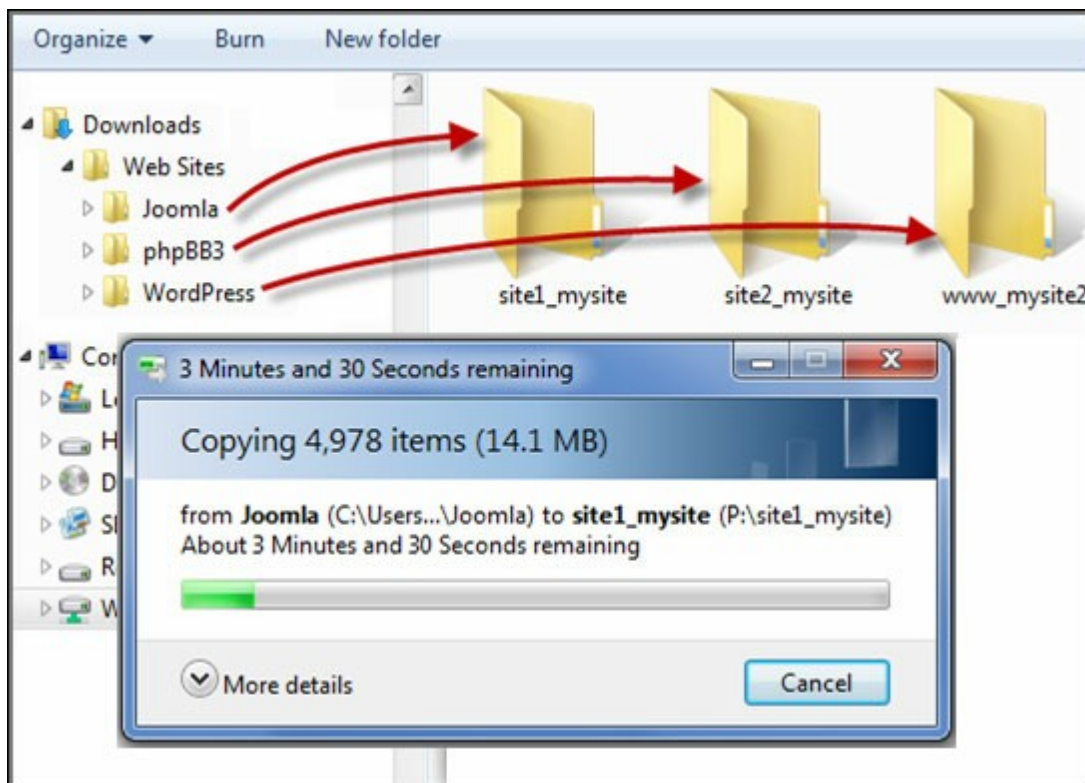 Organize Burn New folder
Downloads
Web Sites
Joomla
phpBB3
WordPress
site1_mysite site2_mysite www_mysite2
3 Minutes and 30 Seconds remaining
Copying 4,978 items (14.1 MB)
from Joomla (C:\Users...\Joomla) to site1_mysite (P:\site1_mysite)
About 3 Minutes and 30 Seconds remaining
More details
Cancel